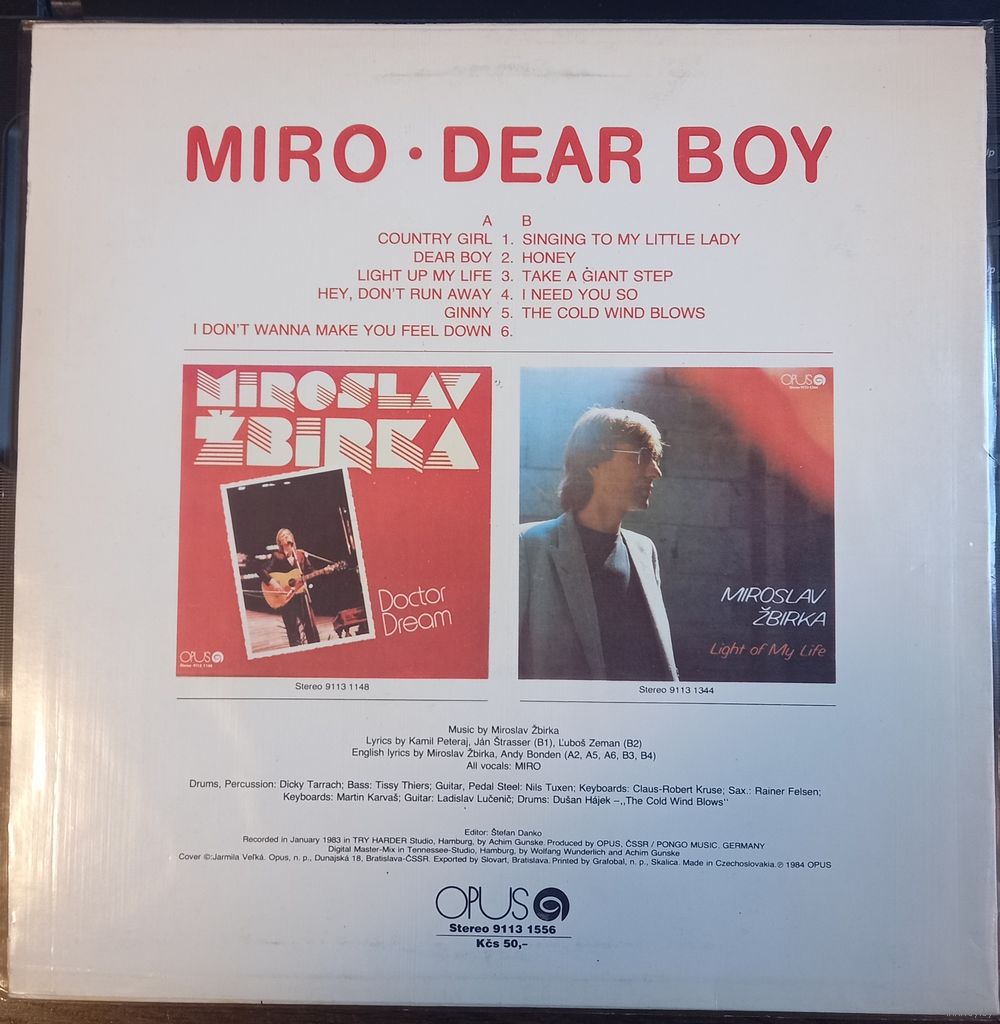 MIRO · DEAR BOY
A B
COUNTRY GIRL 1. SINGING TO MY LITTLE LADY
DEAR BOY 2. HONEY
LIGHT UP MY LIFE 3. TAKE A GIANT STEP
HEY, DON'T RUN AWAY 4. I NEED YOU SO
GINNY 5. THE COLD WIND BLOWS
I DON'T WANNA MAKE YOU FEEL DOWN 6.
MIROSLAV
ŽBIRKA
Doctor
Dream
OPUS
Stereo 9113 1148
Stereo 9113 1148
OPUS
Stereo 9113 1344
MIROSLAV
ŽBIRKA
Light of My Life
Stereo 9113 1344
Music by Miroslav Žbirka
Lyrics by Kamil Peteraj, Ján Štrasser (B1), Ľuboš Zeman (B2)
English lyrics by Miroslav Žbirka, Andy Bonden (A2, A5, A6, B3, B4)
All vocals: MIRO
Drums, Percussion: Dicky Tarrach; Bass: Tissy Thiers; Guitar, Pedal Steel: Nils Tuxen; Keyboards: Claus-Robert Kruse; Sax.: Rainer Felsen;
Keyboards: Martin Karvaš; Guitar: Ladislav Lučenič; Drums: Dušan Hájek –,,The Cold Wind Blows''
Editor: Štefan Danko
Recorded in January 1983 in TRY HARDER Studio, Hamburg, by Achim Gunske. Produced by OPUS, ČSSR / PONGO MUSIC, GERMANY
Digital Master-Mix in Tennessee-Studio, Hamburg, by Wolfang Wunderlich and Achim Gunske
Cover ©:Jarmila Veľká. Opus, n. p., Dunajská 18, Bratislava-ČSSR. Exported by Slovart, Bratislava. Printed by Grafobal, n. p., Skalica. Made in Czechoslovakia.℗ 1984 OPUS
OPUS
Stereo 9113 1556
Kčs 50,–